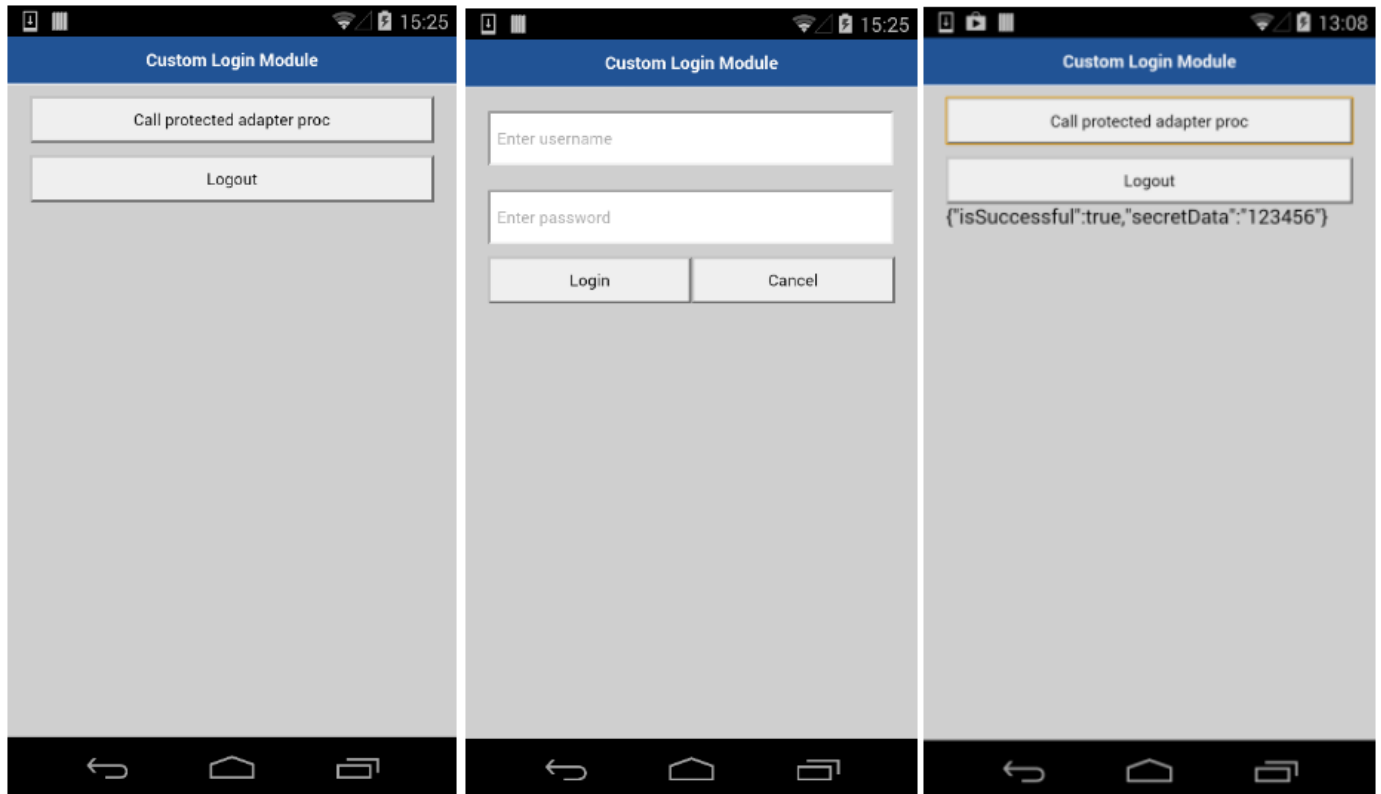 15:25
Custom Login Module
Call protected adapter proc
Logout
15:25
Custom Login Module
Enter username
Enter password
Login
Cancel
13:08
Custom Login Module
Call protected adapter proc
Logout
{"isSuccessful":true,"secretData":"123456"}